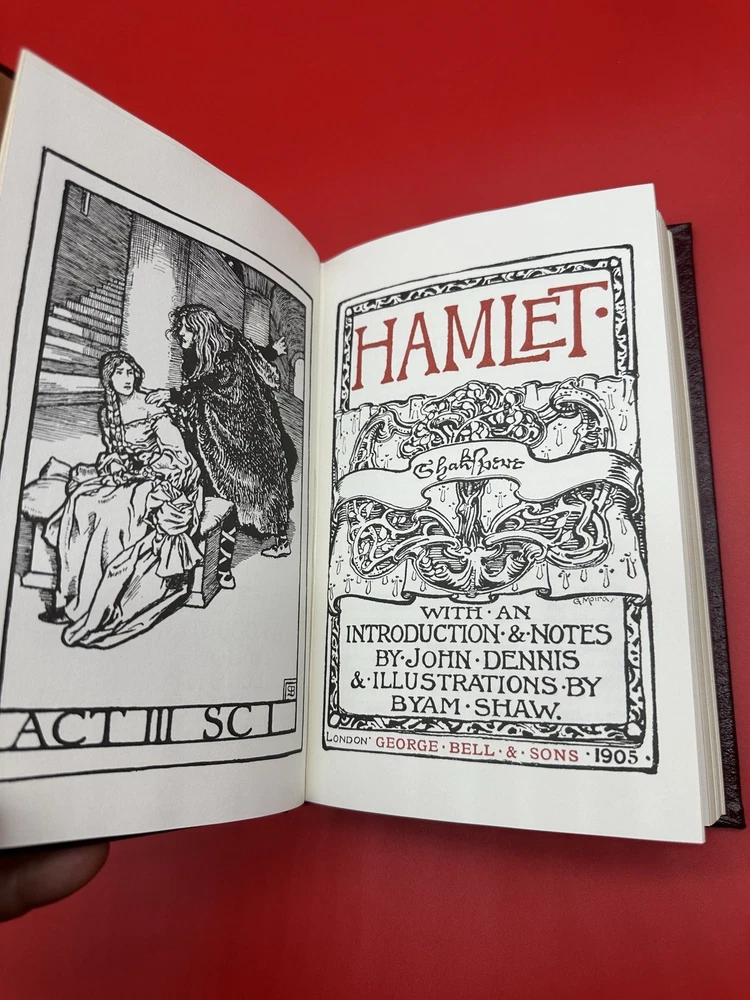 ACT III SC I
HAMLET·
Shakspere
G Moira
WITH·AN
INTRODUCTION·&·NOTES
BY·JOHN·DENNIS
&·ILLUSTRATIONS·BY
BYAM·SHAW.
LONDON· GEORGE·BELL·&·SONS·1905·